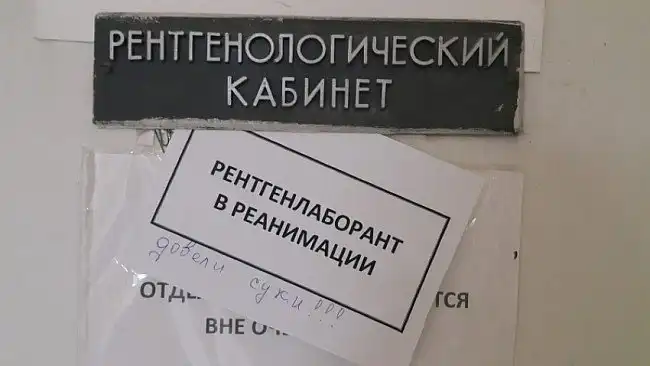 РЕНТГЕНОЛОГИЧЕСКИЙ
КАБИНЕТ
РЕНТГЕНЛАБОРАНТ
В РЕАНИМАЦИИ
довели суки!!!
ВНЕ